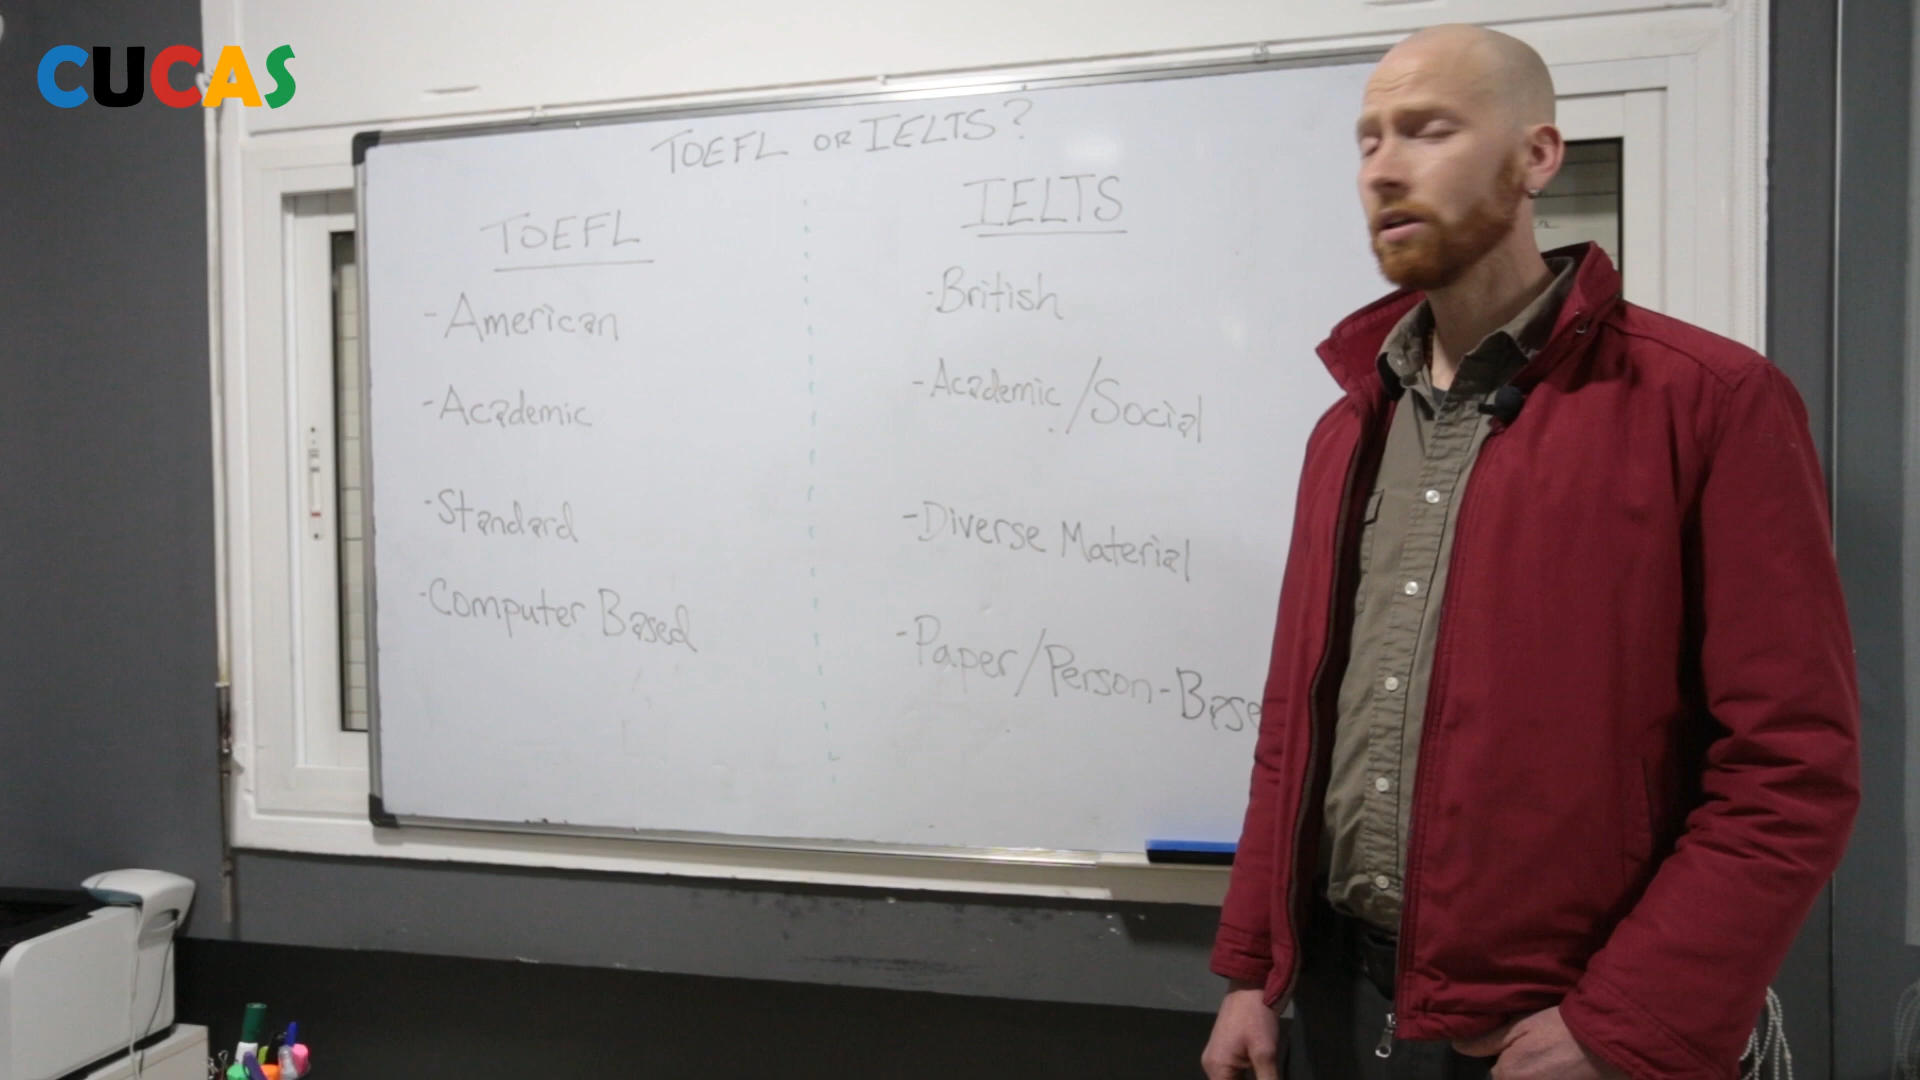 CUCAS
TOEFL OR IELTS?
TOEFL
-American
-Academic
-Standard
-Computer Based
IELTS
-British
-Academic/Social
-Diverse Material
-Paper/Person-Base